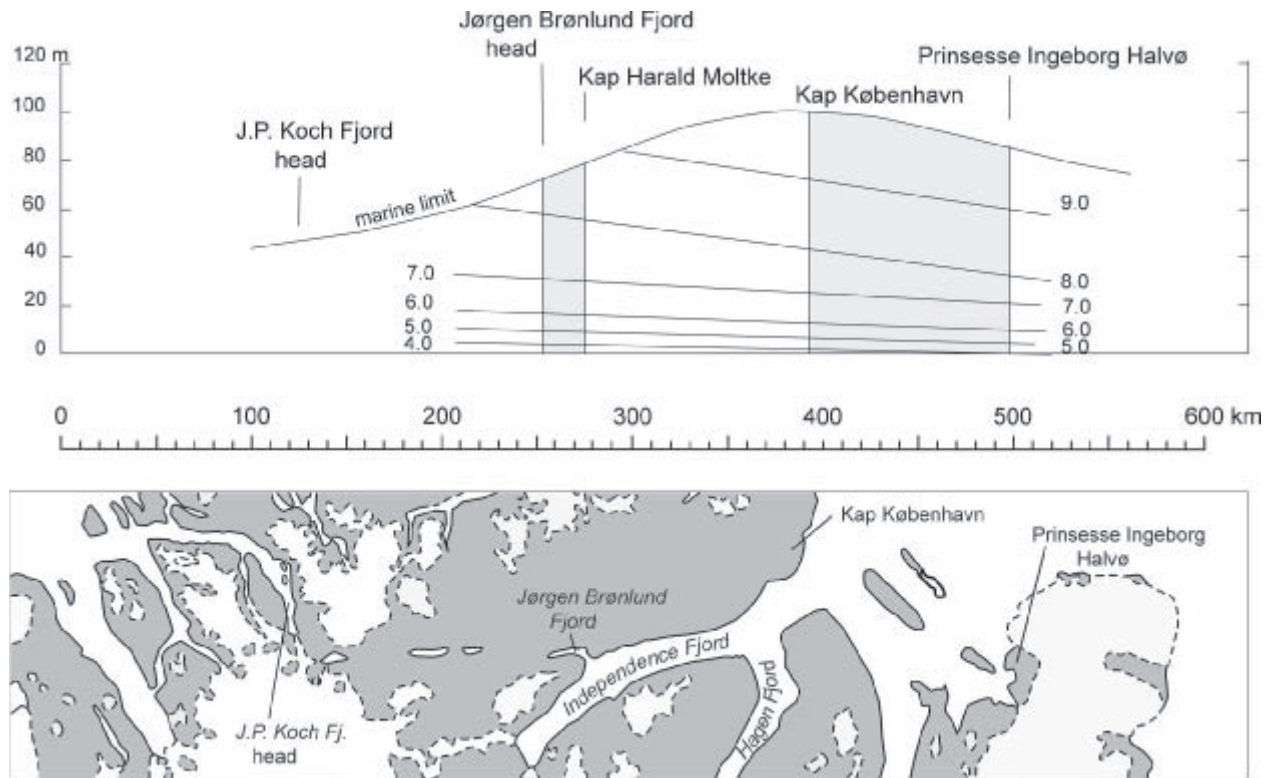 Jørgen Brønlund Fjord
head
120 m
Prinsesse Ingeborg Halvø
Kap Harald Moltke
100
Kap København
J.P. Koch Fjord
head
80
marine limit
60
9.0
40
8.0
7.0
7.0
20
6.0
6.0
5.0
5.0
4.0
0
0 100 200 300 400 500 600 km
Kap København
Prinsesse Ingeborg
Halvø
Jørgen Brønlund
Fjord
Independence Fjord
Hagen Fjord
J.P. Koch Fj.
head